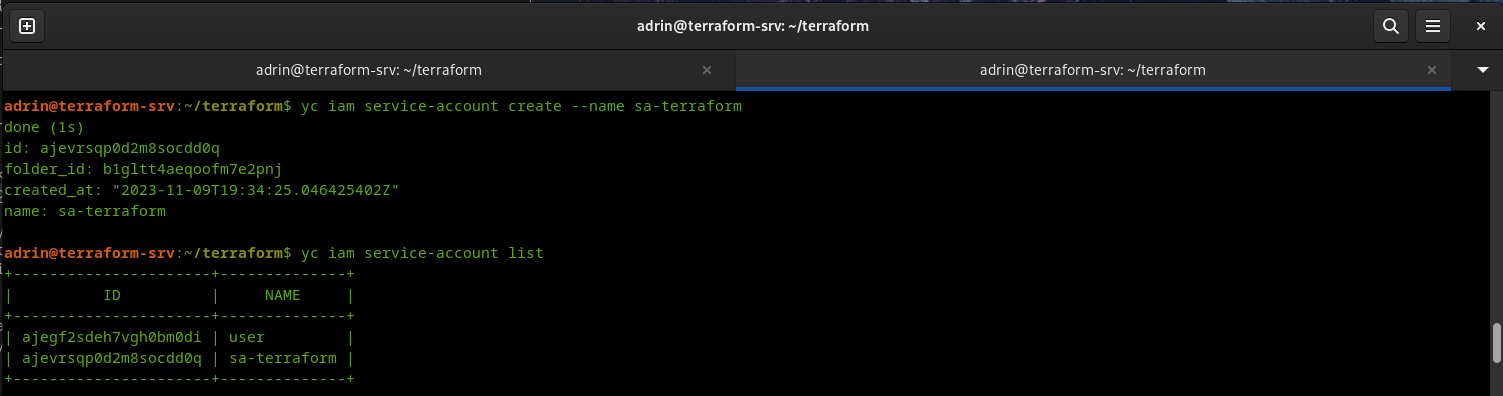 adrin@terraform-srv: ~/terraform
adrin@terraform-srv: ~/terraform
adrin@terraform-srv: ~/terraform
adrin@terraform-srv:~/terraform$ yc iam service-account create --name sa-terraform
done (1s)
id: ajevrsqp0d2m8socdd0q
folder_id: b1gltt4aeqoofm7e2pnj
created_at: "2023-11-09T19:34:25.046425402Z"
name: sa-terraform
adrin@terraform-srv:~/terraform$ yc iam service-account list
+----------------------+--------------+
|          ID          |     NAME     |
+----------------------+--------------+
| ajegf2sdeh7vgh0bm0di | user         |
| ajevrsqp0d2m8socdd0q | sa-terraform |
+----------------------+--------------+